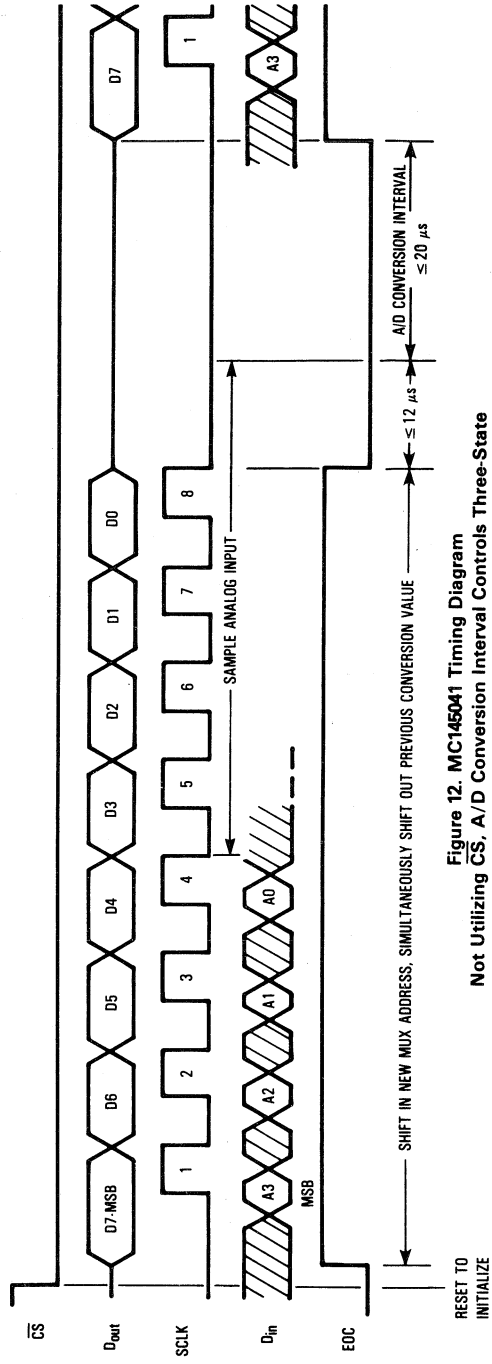 C̅S̅
D7-MSB D6 D5 D4 D3 D2 D1 D0 D7
Dout
1 2 3 4 5 6 7 8 1
SCLK
SAMPLE ANALOG INPUT
A3 A2 A1 A0 A3
Din
MSB
EOC
SHIFT IN NEW MUX ADDRESS, SIMULTANEOUSLY SHIFT OUT PREVIOUS CONVERSION VALUE
≤ 12 μs
A/D CONVERSION INTERVAL
≤ 20 μs
RESET TO
INITIALIZE
Figure 12. MC145041 Timing Diagram
Not Utilizing C̅S̅, A/D Conversion Interval Controls Three-State